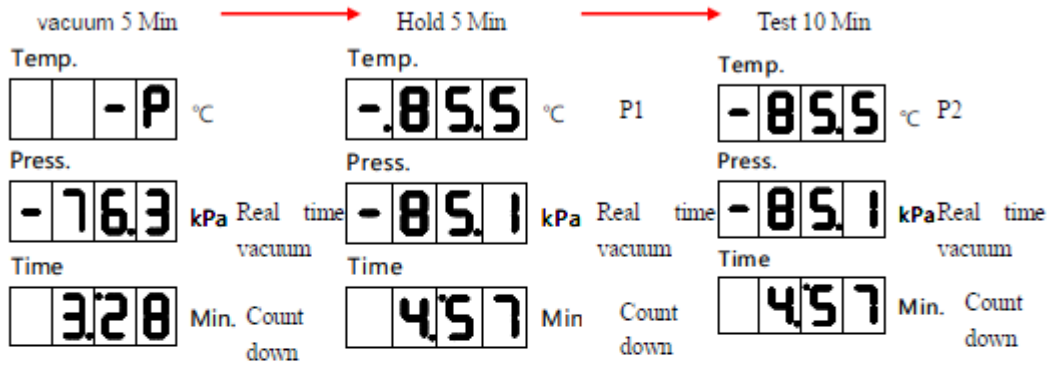 vacuum 5 Min Hold 5 Min Test 10 Min
Temp. Temp. Temp.
-P °C -.85.5 °C P1 -85.5 °C P2
Press. Press. Press.
-76.3 kPa Real time vacuum -85.1 kPa Real time vacuum -85.1 kPa Real time vacuum
Time Time Time
3:28 Min. Count down 4:57 Min Count down 4:57 Min. Count down